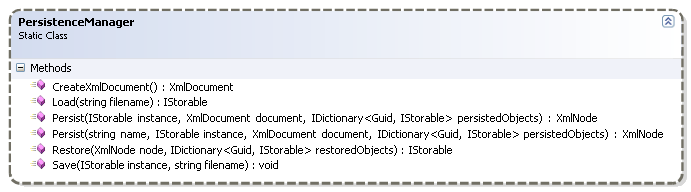 PersistenceManager
Static Class
Methods
CreateXmlDocument() : XmlDocument
Load(string filename) : IStorable
Persist(IStorable instance, XmlDocument document, IDictionary<Guid, IStorable> persistedObjects) : XmlNode
Persist(string name, IStorable instance, XmlDocument document, IDictionary<Guid, IStorable> persistedObjects) : XmlNode
Restore(XmlNode node, IDictionary<Guid, IStorable> restoredObjects) : IStorable
Save(IStorable instance, string filename) : void